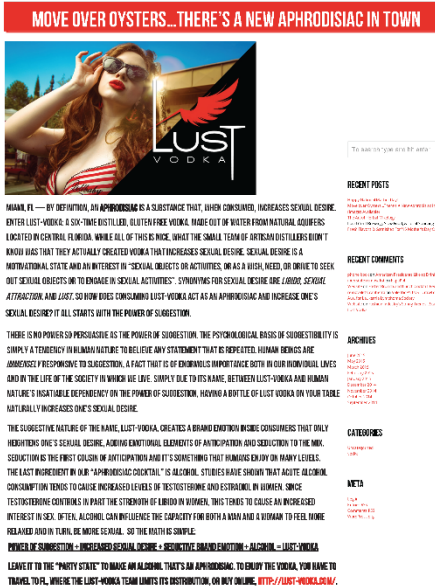 MOVE OVER OYSTERS...THERE'S A NEW APHRODISIAC IN TOWN
LUST
VODKA
MIAMI, FL — BY DEFINITION, AN APHRODISIAC IS A SUBSTANCE THAT, WHEN CONSUMED, INCREASES SEXUAL DESIRE.
ENTER LUST-VODKA: A SIX-TIME DISTILLED, GLUTEN FREE VODKA, MADE OUT OF WATER FROM NATURAL AQUIFERS
LOCATED IN CENTRAL FLORIDA. WHILE ALL OF THIS IS NICE, WHAT THE SMALL TEAM OF ARTISAN DISTILLERS DIDN'T
KNOW WAS THAT THEY ACTUALLY CREATED VODKA THAT INCREASES SEXUAL DESIRE. SEXUAL DESIRE IS A
MOTIVATIONAL STATE AND AN INTEREST IN "SEXUAL OBJECTS OR ACTIVITIES, OR AS A WISH, NEED, OR DRIVE TO SEEK
OUT SEXUAL OBJECTS OR TO ENGAGE IN SEXUAL ACTIVITIES". SYNONYMS FOR SEXUAL DESIRE ARE LIBIDO, SEXUAL
ATTRACTION, AND LUST. SO HOW DOES CONSUMING LUST-VODKA ACT AS AN APHRODISIAC AND INCREASE ONE'S
SEXUAL DESIRE? IT ALL STARTS WITH THE POWER OF SUGGESTION.
THERE IS NO POWER SO PERSUASIVE AS THE POWER OF SUGGESTION. THE PSYCHOLOGICAL BASIS OF SUGGESTIBILITY IS
SIMPLY A TENDENCY IN HUMAN NATURE TO BELIEVE ANY STATEMENT THAT IS REPEATED. HUMAN BEINGS ARE
IMMENSELY RESPONSIVE TO SUGGESTION, A FACT THAT IS OF ENORMOUS IMPORTANCE BOTH IN OUR INDIVIDUAL LIVES
AND IN THE LIFE OF THE SOCIETY IN WHICH WE LIVE. SIMPLY DUE TO ITS NAME, BETWEEN LUST-VODKA AND HUMAN
NATURE'S INSATIABLE DEPENDENCY ON THE POWER OF SUGGESTION, HAVING A BOTTLE OF LUST VODKA ON YOUR TABLE
NATURALLY INCREASES ONE'S SEXUAL DESIRE.
THE SUGGESTIVE NATURE OF THE NAME, LUST-VODKA, CREATES A BRAND EMOTION INSIDE CONSUMERS THAT ONLY
HEIGHTENS ONE'S SEXUAL DESIRE, ADDING EMOTIONAL ELEMENTS OF ANTICIPATION AND SEDUCTION TO THE MIX.
SEDUCTION IS THE FIRST COUSIN OF ANTICIPATION AND IT'S SOMETHING THAT HUMANS ENJOY ON MANY LEVELS.
THE LAST INGREDIENT IN OUR "APHRODISIAC COCKTAIL" IS ALCOHOL. STUDIES HAVE SHOWN THAT ACUTE ALCOHOL
CONSUMPTION TENDS TO CAUSE INCREASED LEVELS OF TESTOSTERONE AND ESTRADIOL IN WOMEN. SINCE
TESTOSTERONE CONTROLS IN PART THE STRENGTH OF LIBIDO IN WOMEN, THIS TENDS TO CAUSE AN INCREASED
INTEREST IN SEX. OFTEN, ALCOHOL CAN INFLUENCE THE CAPACITY FOR BOTH A MAN AND A WOMAN TO FEEL MORE
RELAXED AND IN TURN, BE MORE SEXUAL. SO THE MATH IS SIMPLE:
POWER OF SUGGESTION + INCREASED SEXUAL DESIRE + SEDUCTIVE BRAND EMOTION + ALCOHOL = LUST-VODKA
LEAVE IT TO THE "PARTY STATE" TO MAKE AN ALCOHOL THAT'S AN APHRODISIAC. TO ENJOY THE VODKA, YOU HAVE TO
TRAVEL TO FL, WHERE THE LUST-VODKA TEAM LIMITS ITS DISTRIBUTION, OR BUY ONLINE, HTTP://LUST-VODKA.COM/.
RECENT POSTS
RECENT COMMENTS
ARCHIVES
CATEGORIES
META